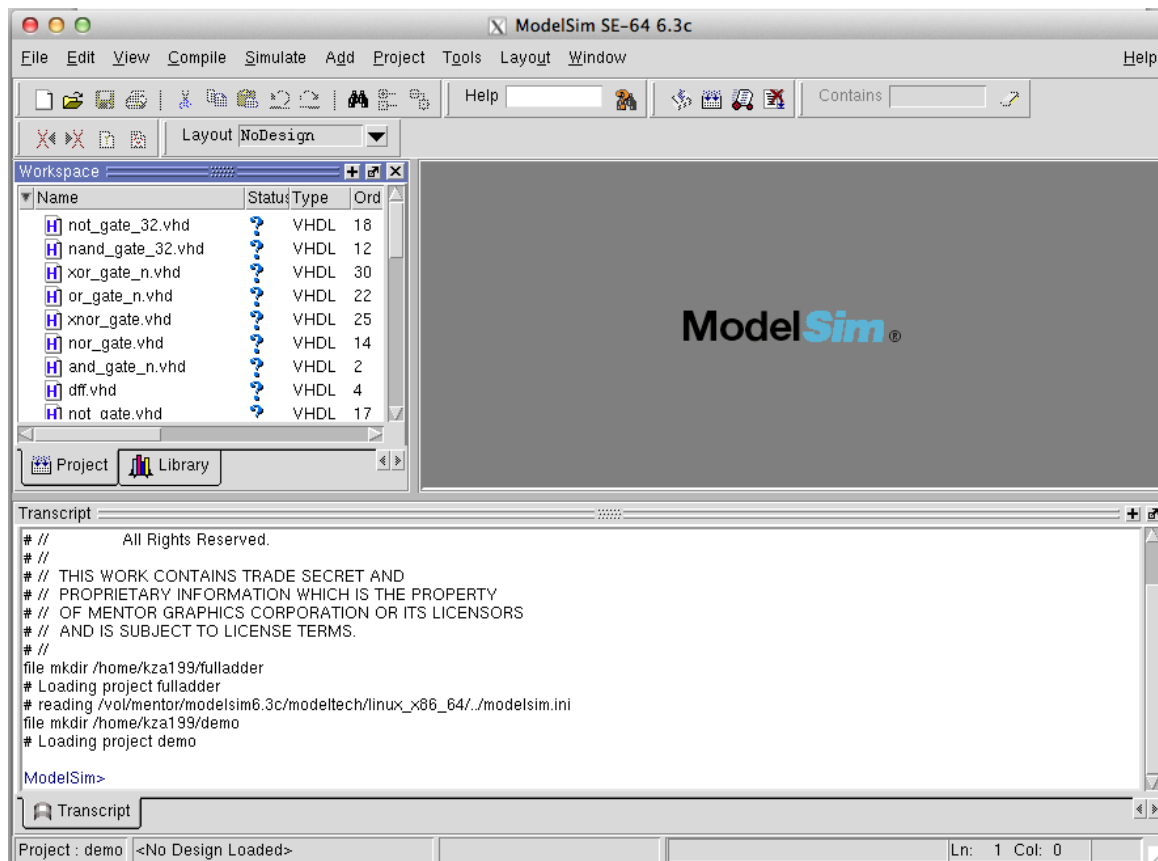 ModelSim SE-64 6.3c
File Edit View Compile Simulate Add Project Tools Layout Window Help
Help Contains
Layout NoDesign
Workspace
Name Status Type Ord
not_gate_32.vhd ? VHDL 18
nand_gate_32.vhd ? VHDL 12
xor_gate_n.vhd ? VHDL 30
or_gate_n.vhd ? VHDL 22
xnor_gate.vhd ? VHDL 25
nor_gate.vhd ? VHDL 14
and_gate_n.vhd ? VHDL 2
dff.vhd ? VHDL 4
not_gate.vhd ? VHDL 17
Project Library
ModelSim ®
Transcript
# // All Rights Reserved.
# //
# // THIS WORK CONTAINS TRADE SECRET AND
# // PROPRIETARY INFORMATION WHICH IS THE PROPERTY
# // OF MENTOR GRAPHICS CORPORATION OR ITS LICENSORS
# // AND IS SUBJECT TO LICENSE TERMS.
# //
file mkdir /home/kza199/fulladder
# Loading project fulladder
# reading /vol/mentor/modelsim6.3c/modeltech/linux_x86_64/../modelsim.ini
file mkdir /home/kza199/demo
# Loading project demo
ModelSim>
Transcript
Project : demo <No Design Loaded> Ln: 1 Col: 0